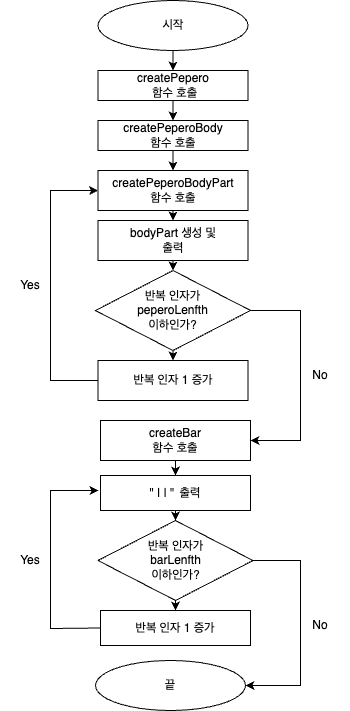 시작
createPepero
함수 호출
createPeperoBody
함수 호출
createPeperoBodyPart
함수 호출
bodyPart 생성 및
출력
Yes
반복 인자가
peperoLenfth
이하인가?
반복 인자 1 증가
No
createBar
함수 호출
"ㅣㅣ" 출력
Yes
반복 인자가
barLenfth
이하인가?
반복 인자 1 증가
No
끝